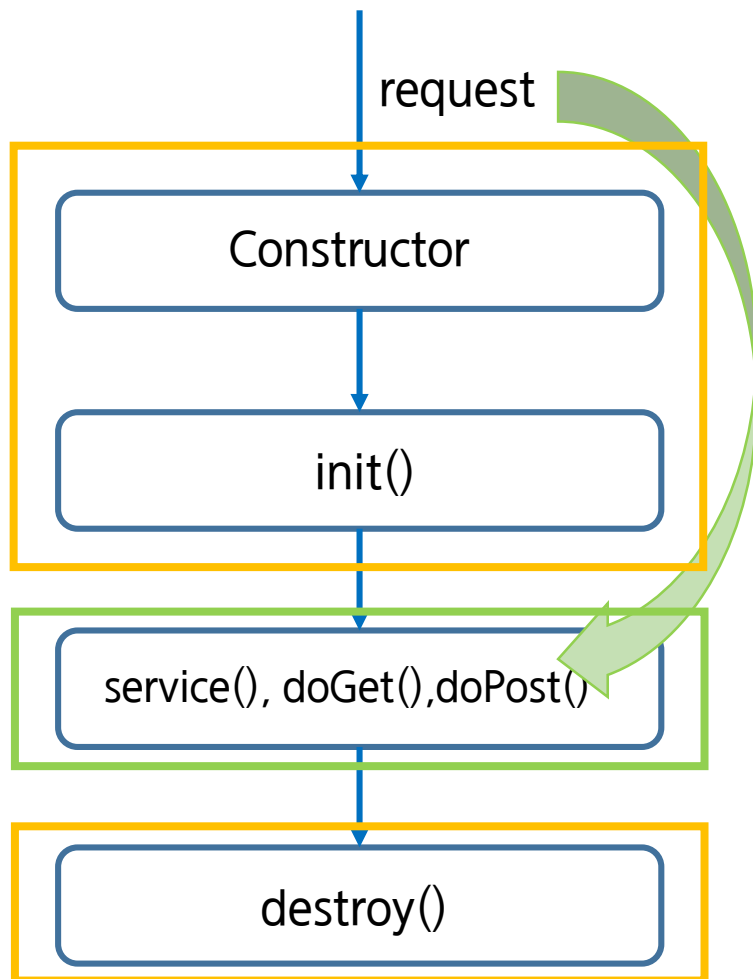 request
Constructor
init()
service(), doGet(),doPost()
destroy()